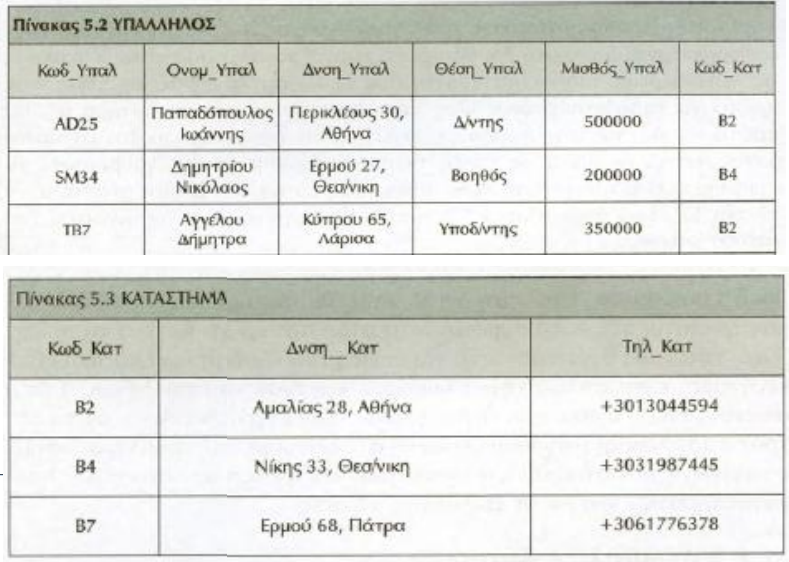 Πίνακας 5.2 ΥΠΑΛΛΗΛΟΣ
Κωδ_Υπαλ Ονομ_Υπαλ Δνση_Υπαλ Θέση_Υπαλ Μισθός_Υπαλ Κωδ_Κατ
AD25 Παπαδόπουλος Ιωάννης Περικλέους 30, Αθήνα Δ/ντης 500000 B2
SM34 Δημητρίου Νικόλαος Ερμού 27, Θεσ/νικη Βοηθός 200000 B4
TB7 Αγγέλου Δήμητρα Κύπρου 65, Λάρισα Υποδ/ντης 350000 B2
Πίνακας 5.3 ΚΑΤΑΣΤΗΜΑ
Κωδ_Κατ Δνση__Κατ Τηλ_Κατ
B2 Αμαλίας 28, Αθήνα +3013044594
B4 Νίκης 33, Θεσ/νικη +3031987445
B7 Ερμού 68, Πάτρα +3061776378